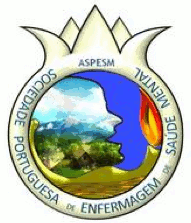 ASPESM
SOCIEDADE PORTUGUESA DE ENFERMAGEM DE SAÚDE MENTAL